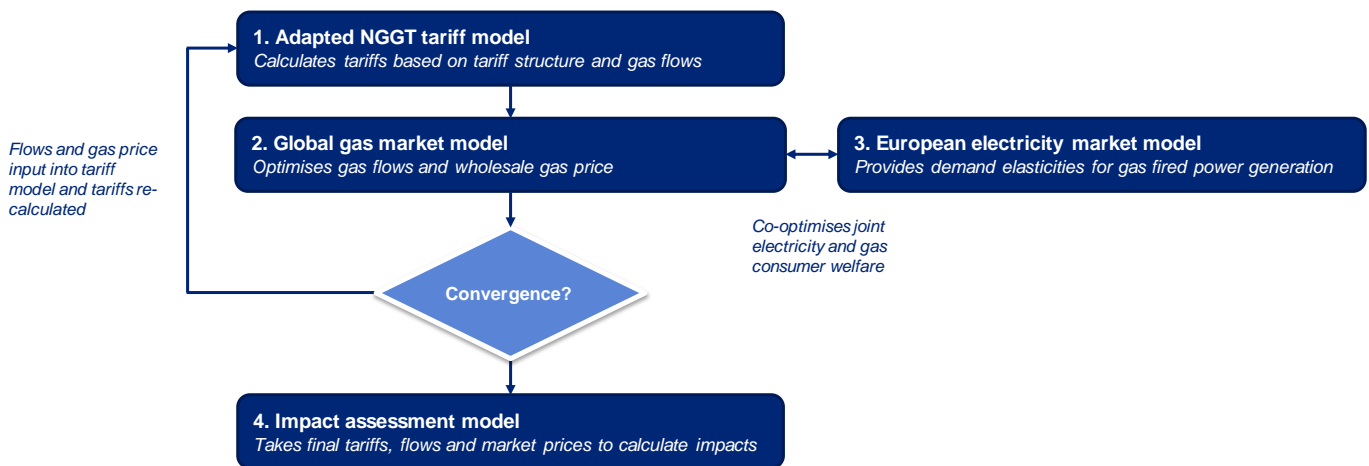 1. Adapted NGGT tariff model
Calculates tariffs based on tariff structure and gas flows
Flows and gas price
input into tariff
model and tariffs re-
calculated
2. Global gas market model
Optimises gas flows and wholesale gas price
3. European electricity market model
Provides demand elasticities for gas fired power generation
Co-optimises joint
electricity and gas
consumer welfare
Convergence?
4. Impact assessment model
Takes final tariffs, flows and market prices to calculate impacts